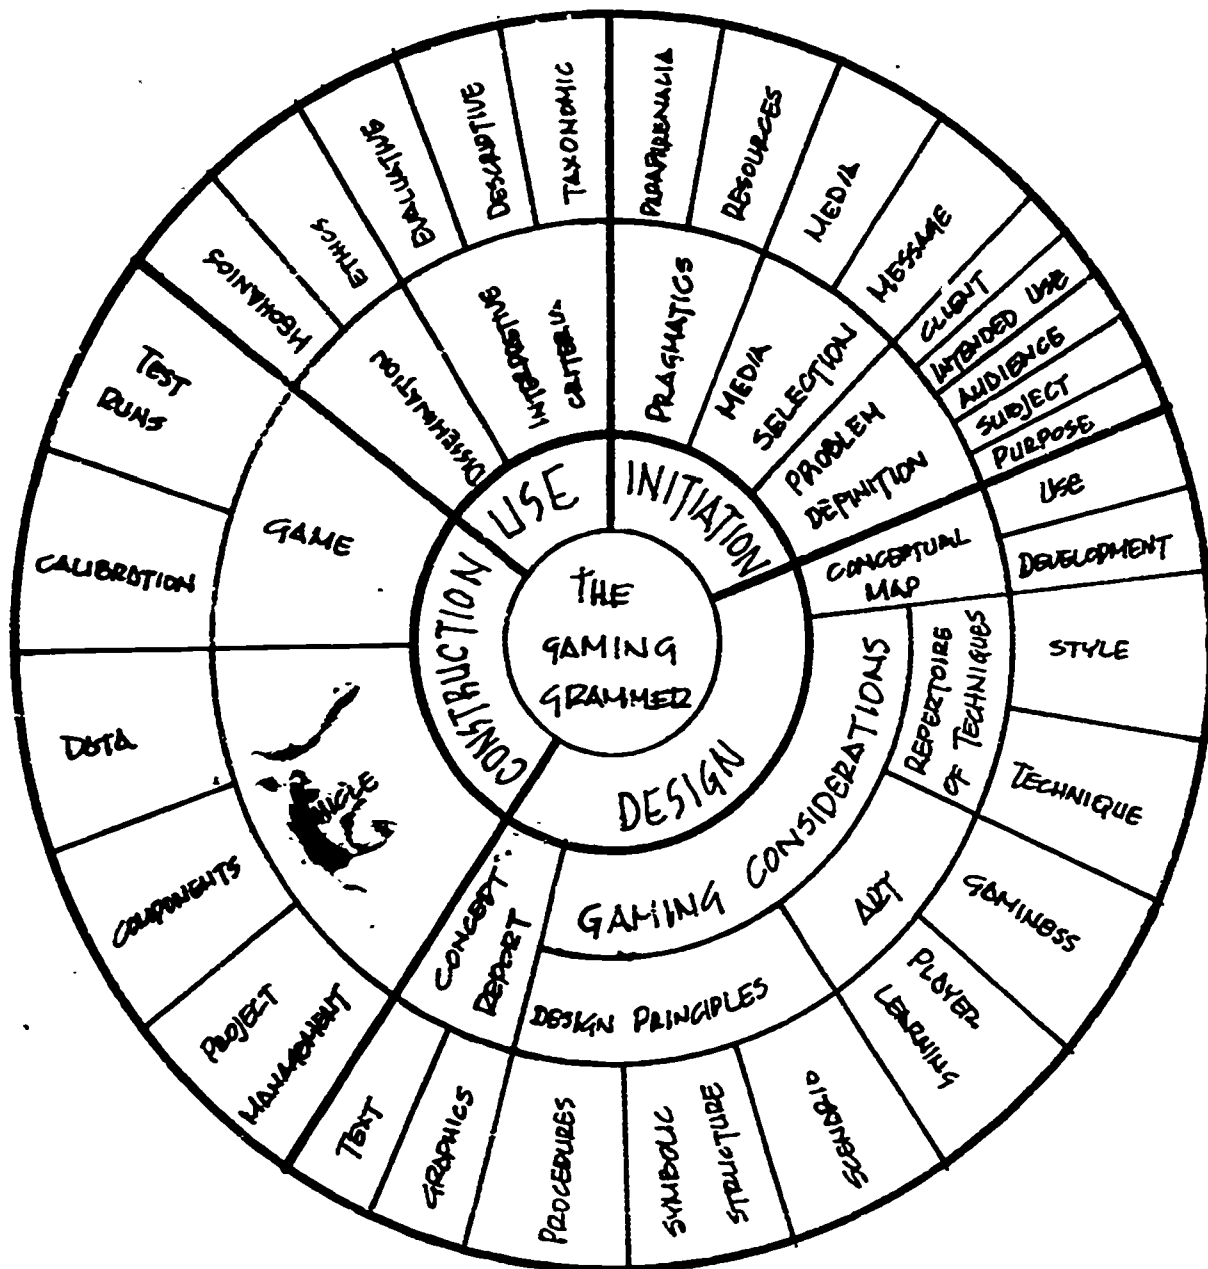 THE
GAMING
GRAMMER
INITIATION
DESIGN
CONSTRUCTION
USE
PRAGMATICS
MEDIA
SELECTION
PROBLEM
DEFINITION
CONCEPTUAL
MAP
GAMING CONSIDERATIONS
REPERTOIRE
OF TECHNIQUES
ART
DESIGN PRINCIPLES
CONCEPT
REPORT
GAME
DISSEMINATION
CRITERIA
RESOURCES
MEDIA
MESSAGE
CLIENT
INTENDED USE
AUDIENCE
SUBJECT
PURPOSE
USE
DEVELOPMENT
STYLE
TECHNIQUE
GAMINESS
PLAYER
LEARNING
SCENARIO
SYMBOLIC
STRUCTURE
PROCEDURES
GRAPHICS
TEXT
PROJECT
MANAGEMENT
COMPONENTS
DATA
CALIBRATION
TEST
RUNS
MECHANICS
ETHICS
EVALUATIVE
DESCRIPTIVE
TAXONOMIC